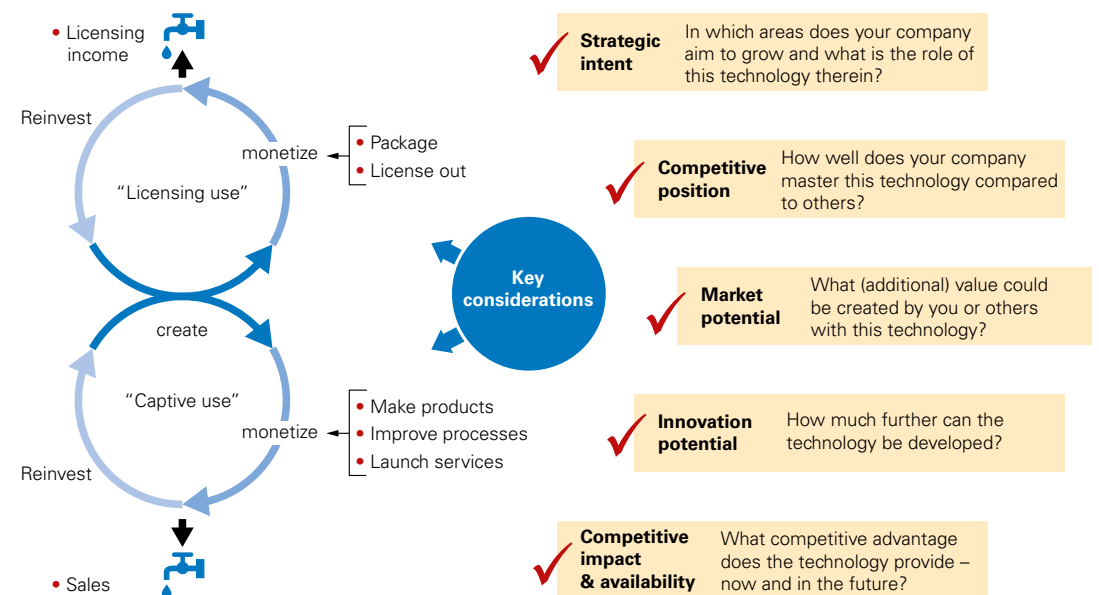 • Licensing
income
Reinvest
"Licensing use"
monetize
• Package
• License out
create
"Captive use"
monetize
• Make products
• Improve processes
• Launch services
Reinvest
• Sales
Key
considerations
Strategic
intent
In which areas does your company
aim to grow and what is the role of
this technology therein?
Competitive
position
How well does your company
master this technology compared
to others?
Market
potential
What (additional) value could
be created by you or others
with this technology?
Innovation
potential
How much further can the
technology be developed?
Competitive
impact
& availability
What competitive advantage
does the technology provide –
now and in the future?